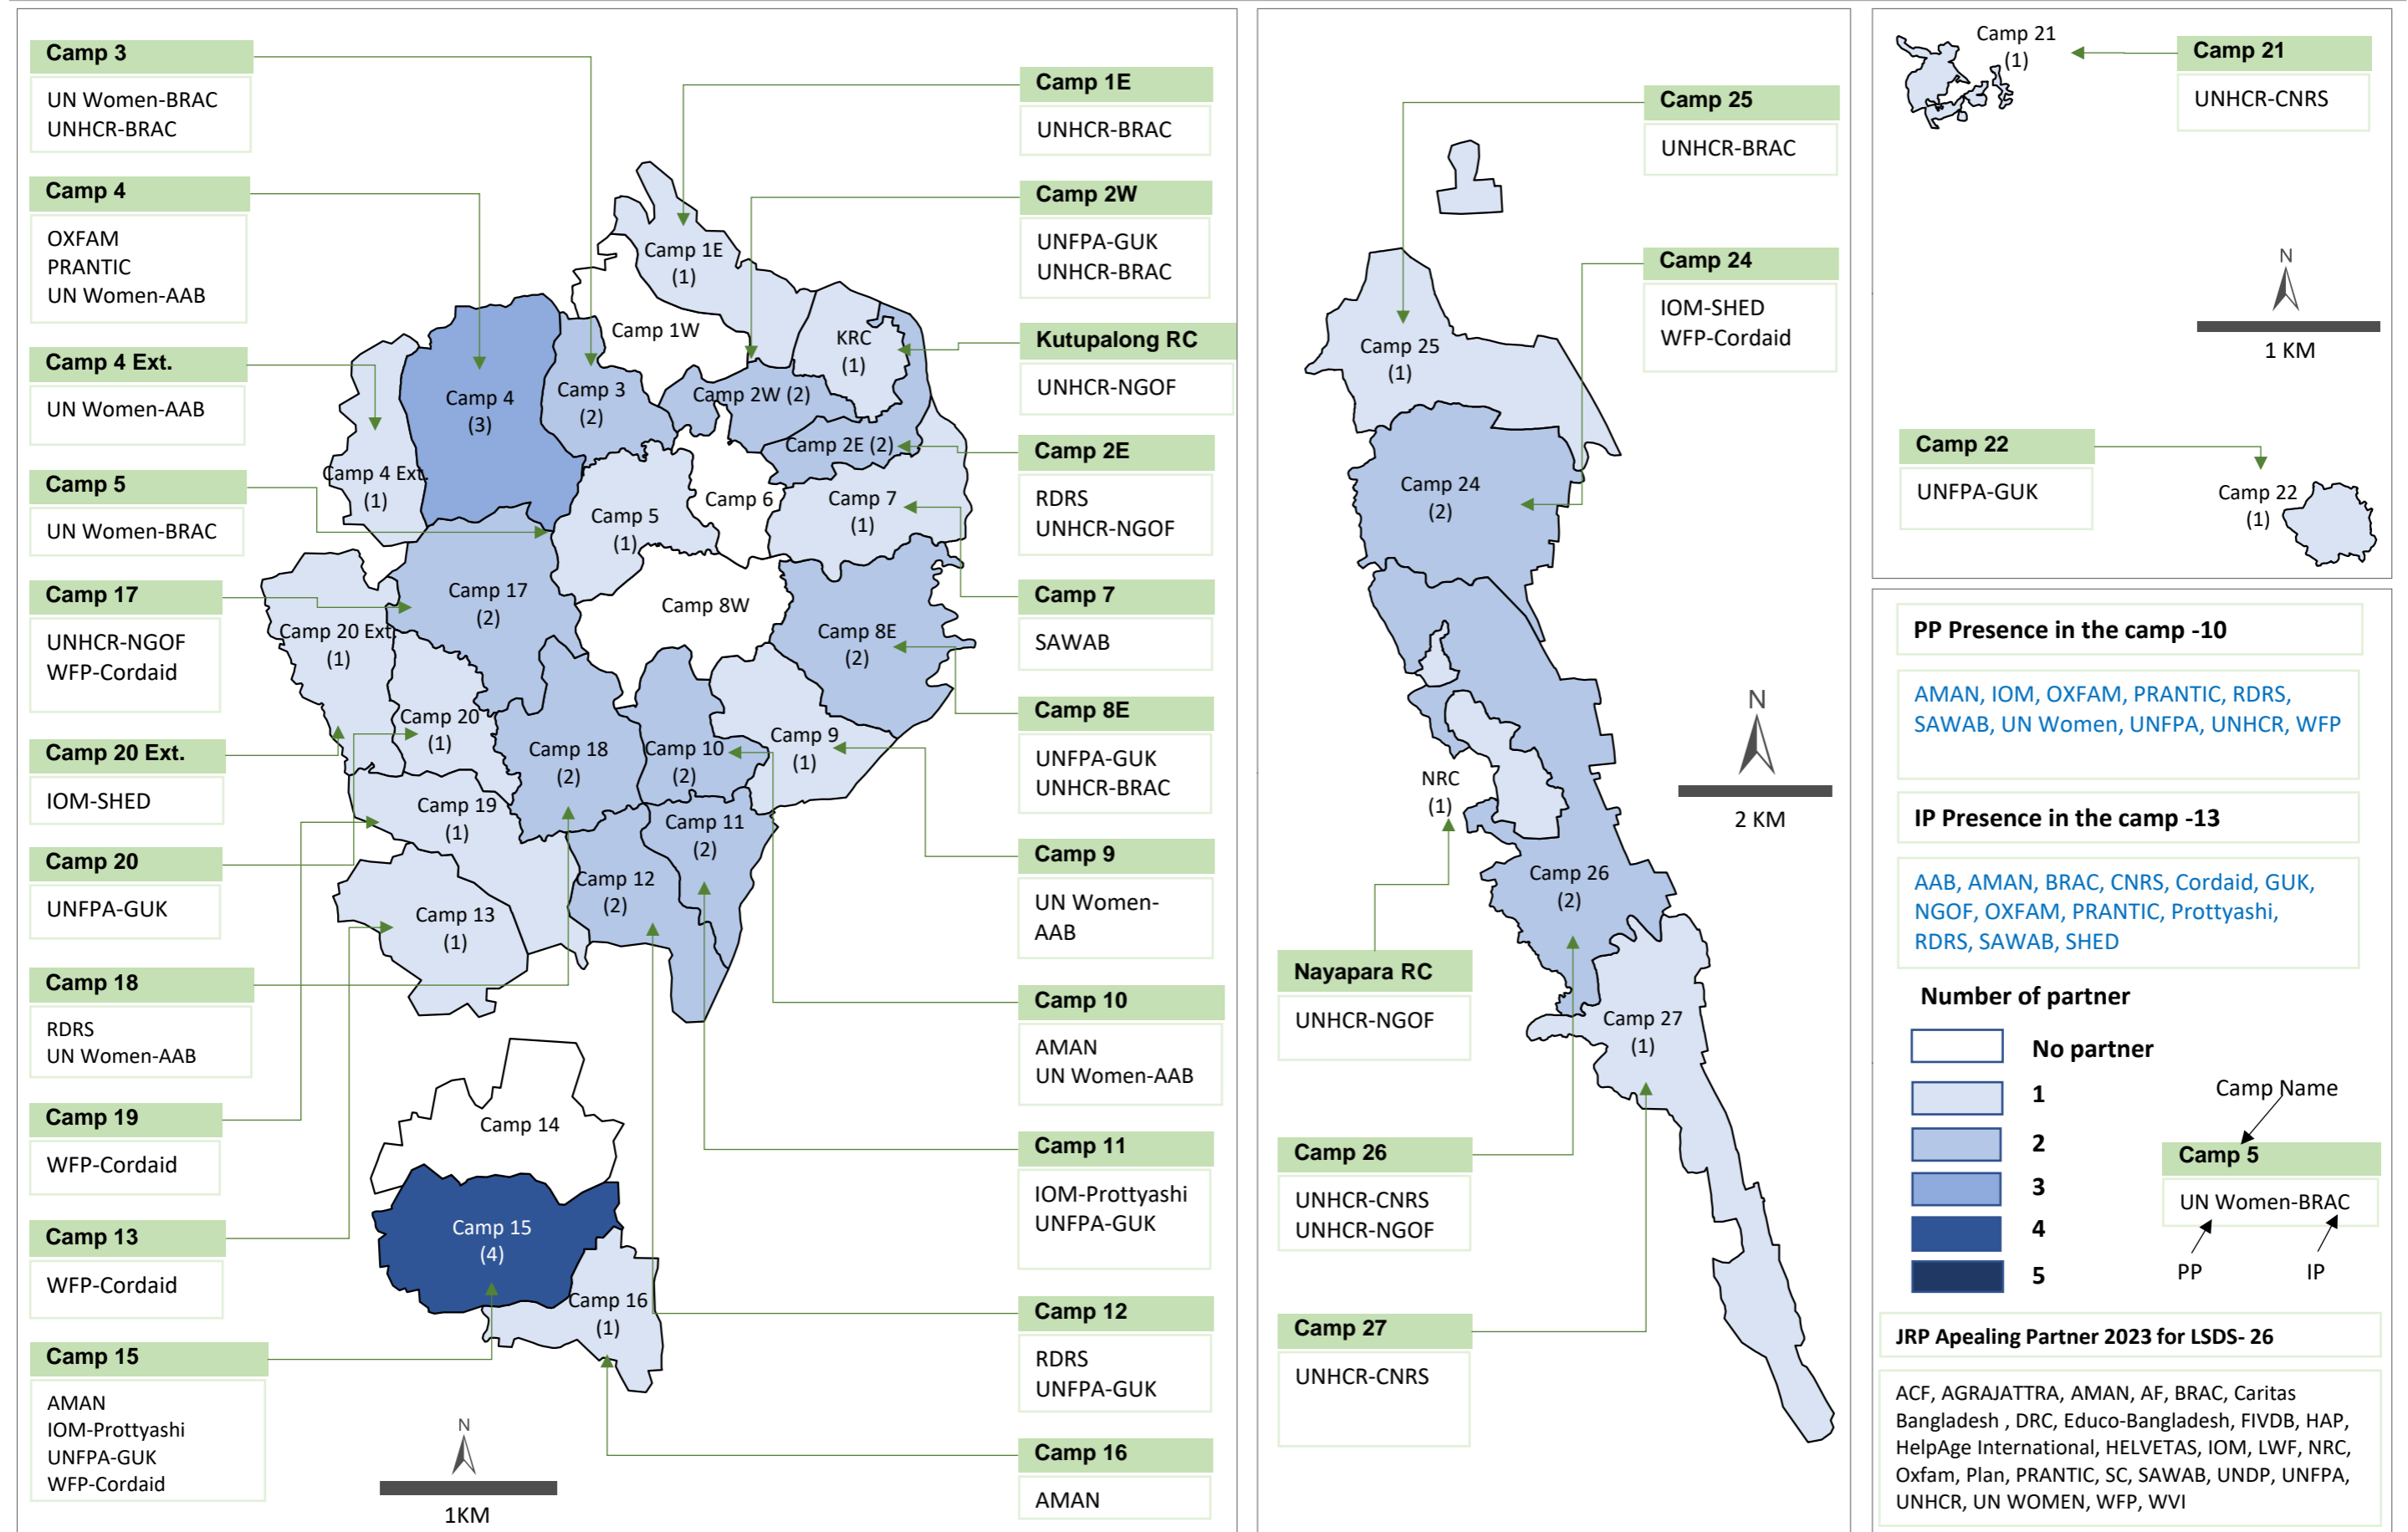 Camp 3
UN Women-BRAC
UNHCR-BRAC
Camp 4
OXFAM
PRANTIC
UN Women-AAB
Camp 4 Ext.
UN Women-AAB
Camp 5
UN Women-BRAC
Camp 17
UNHCR-NGOF
WFP-Cordaid
Camp 20 Ext.
IOM-SHED
Camp 20
UNFPA-GUK
Camp 18
RDRS
UN Women-AAB
Camp 19
WFP-Cordaid
Camp 13
WFP-Cordaid
Camp 15
AMAN
IOM-Prottyashi
UNFPA-GUK
WFP-Cordaid
Camp 1E
(1)
Camp 1W
KRC
(1)
Camp 4
(3)
Camp 3
(2)
Camp 2W (2)
Camp 2E (2)
Camp 4 Ext.
(1)
Camp 5
(1)
Camp 6
Camp 7
(1)
Camp 17
(2)
Camp 8W
Camp 8E
(2)
Camp 20 Ext.
(1)
Camp 20
(1)
Camp 18
(2)
Camp 10
(2)
Camp 9
(1)
Camp 19
(1)
Camp 11
(2)
Camp 12
(2)
Camp 13
(1)
Camp 14
Camp 15
(4)
Camp 16
(1)
N
1KM
Camp 1E
UNHCR-BRAC
Camp 2W
UNFPA-GUK
UNHCR-BRAC
Kutupalong RC
UNHCR-NGOF
Camp 2E
RDRS
UNHCR-NGOF
Camp 7
SAWAB
Camp 8E
UNFPA-GUK
UNHCR-BRAC
Camp 9
UN Women-
AAB
Camp 10
AMAN
UN Women-AAB
Camp 11
IOM-Prottyashi
UNFPA-GUK
Camp 12
RDRS
UNFPA-GUK
Camp 16
AMAN
Camp 25
UNHCR-BRAC
Camp 24
IOM-SHED
WFP-Cordaid
Camp 25
(1)
Camp 24
(2)
NRC
(1)
N
2 KM
Camp 26
(2)
Camp 27
(1)
Nayapara RC
UNHCR-NGOF
Camp 26
UNHCR-CNRS
UNHCR-NGOF
Camp 27
UNHCR-CNRS
Camp 21
(1)
Camp 21
UNHCR-CNRS
N
1 KM
Camp 22
UNFPA-GUK
Camp 22
(1)
PP Presence in the camp -10
AMAN, IOM, OXFAM, PRANTIC, RDRS,
SAWAB, UN Women, UNFPA, UNHCR, WFP
IP Presence in the camp -13
AAB, AMAN, BRAC, CNRS, Cordaid, GUK,
NGOF, OXFAM, PRANTIC, Prottyashi,
RDRS, SAWAB, SHED
Number of partner
No partner
1
2
3
4
5
Camp Name
Camp 5
UN Women-BRAC
PP
IP
JRP Apealing Partner 2023 for LSDS- 26
ACF, AGRAJATTRA, AMAN, AF, BRAC, Caritas
Bangladesh , DRC, Educo-Bangladesh, FIVDB, HAP,
HelpAge International, HELVETAS, IOM, LWF, NRC,
Oxfam, Plan, PRANTIC, SC, SAWAB, UNDP, UNFPA,
UNHCR, UN WOMEN, WFP, WVI